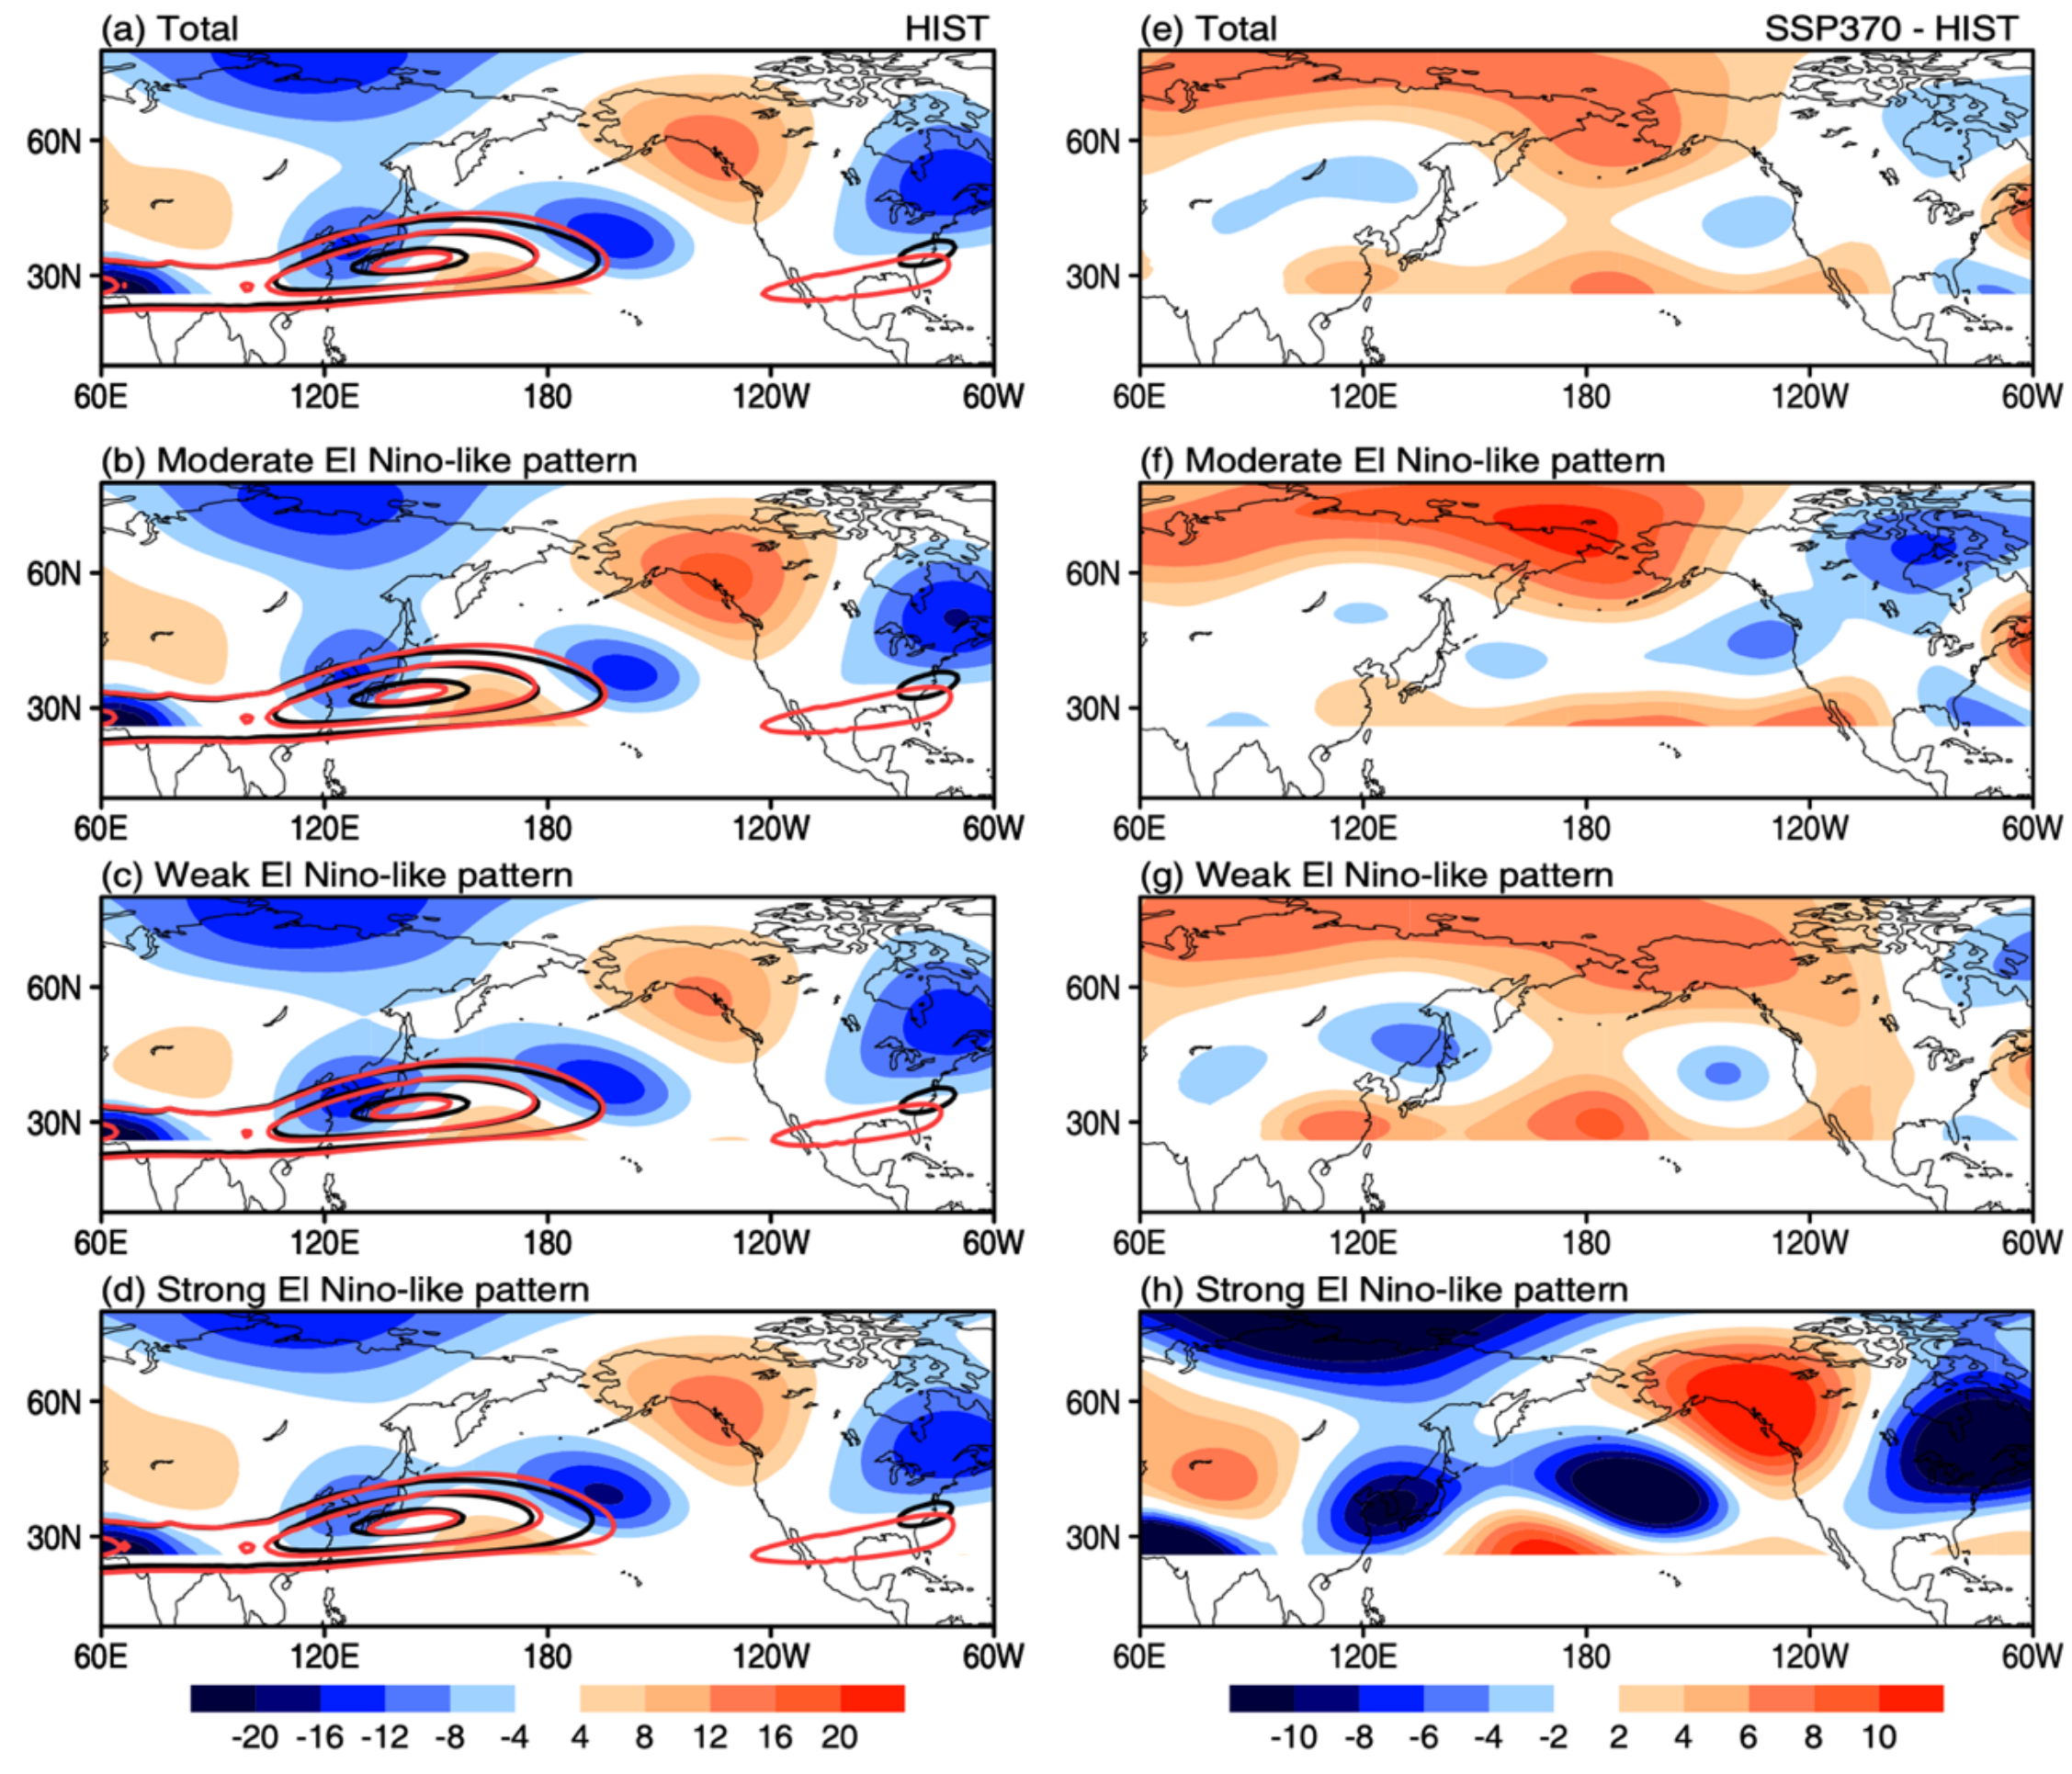 (a) Total HIST
60N
30N
60E 120E 180 120W 60W
(b) Moderate El Nino-like pattern
60N
30N
60E 120E 180 120W 60W
(c) Weak El Nino-like pattern
60N
30N
60E 120E 180 120W 60W
(d) Strong El Nino-like pattern
60N
30N
60E 120E 180 120W 60W
-20 -16 -12 -8 -4 4 8 12 16 20
(e) Total SSP370 - HIST
60N
30N
60E 120E 180 120W 60W
(f) Moderate El Nino-like pattern
60N
30N
60E 120E 180 120W 60W
(g) Weak El Nino-like pattern
60N
30N
60E 120E 180 120W 60W
(h) Strong El Nino-like pattern
60N
30N
60E 120E 180 120W 60W
-10 -8 -6 -4 -2 2 4 6 8 10